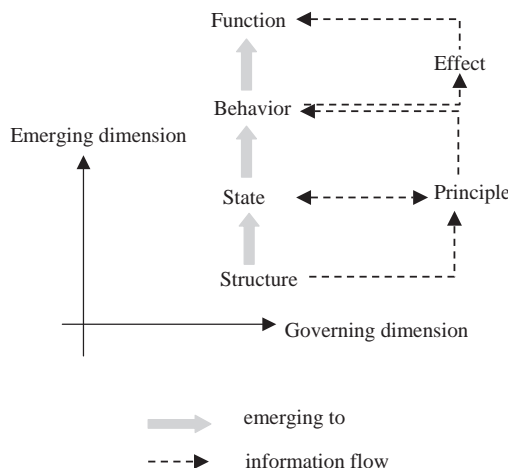 Function
Effect
Behavior
Emerging dimension
State
Principle
Structure
Governing dimension
emerging to
information flow